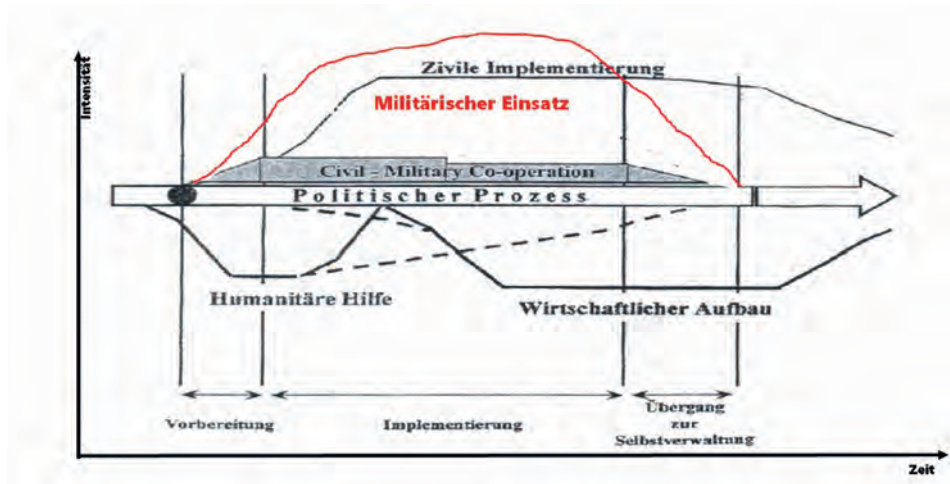 Intensität
Zivile Implementierung
Militärischer Einsatz
Civil - Military Co-operation
Politischer Prozess
Humanitäre Hilfe
Wirtschaftlicher Aufbau
Vorbereitung
Implementierung
Übergang
zur
Selbstverwaltung
Zeit